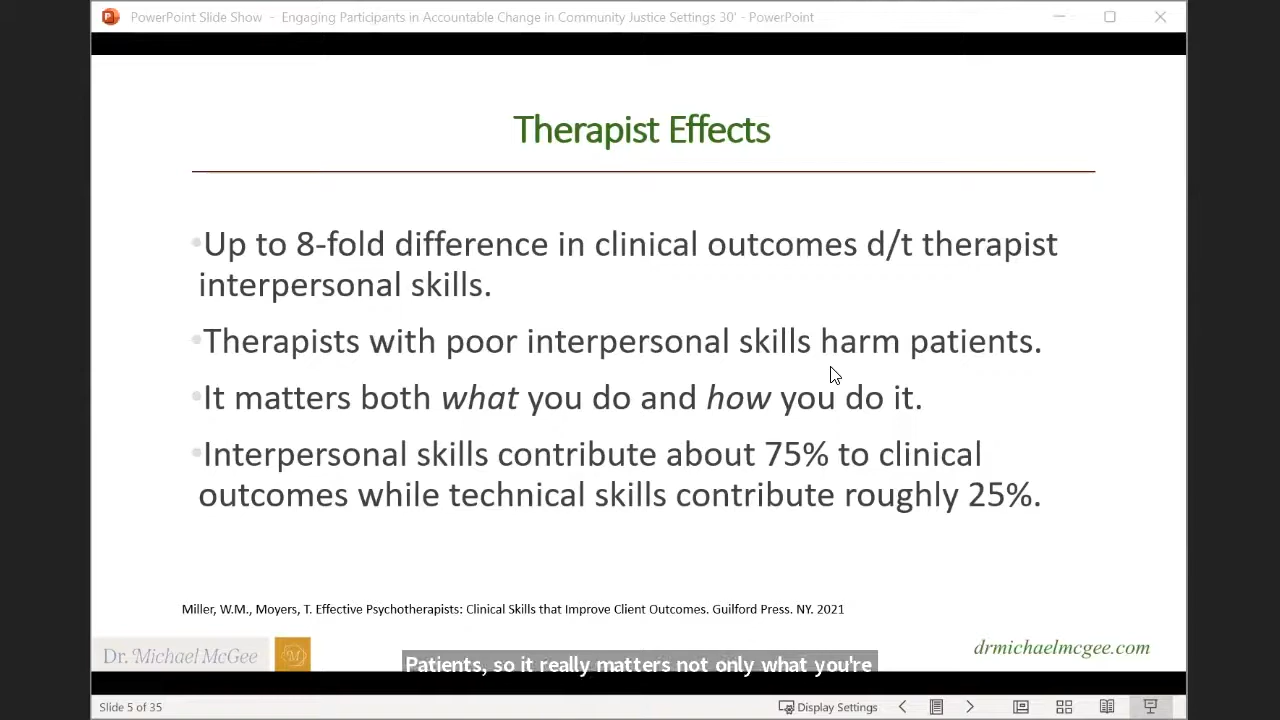 PowerPoint Slide Show - Engaging Participants in Accountable Change in Community Justice Settings 30' - PowerPoint
Therapist Effects
•Up to 8-fold difference in clinical outcomes d/t therapist
interpersonal skills.
•Therapists with poor interpersonal skills harm patients.
•It matters both what you do and how you do it.
•Interpersonal skills contribute about 75% to clinical
outcomes while technical skills contribute roughly 25%.
Miller, W.M., Moyers, T. Effective Psychotherapists: Clinical Skills that Improve Client Outcomes. Guilford Press. NY. 2021
Dr. Michael McGee
M
drmichaelmcgee.com
Patients, so it really matters not only what you're
Slide 5 of 35
Display Settings